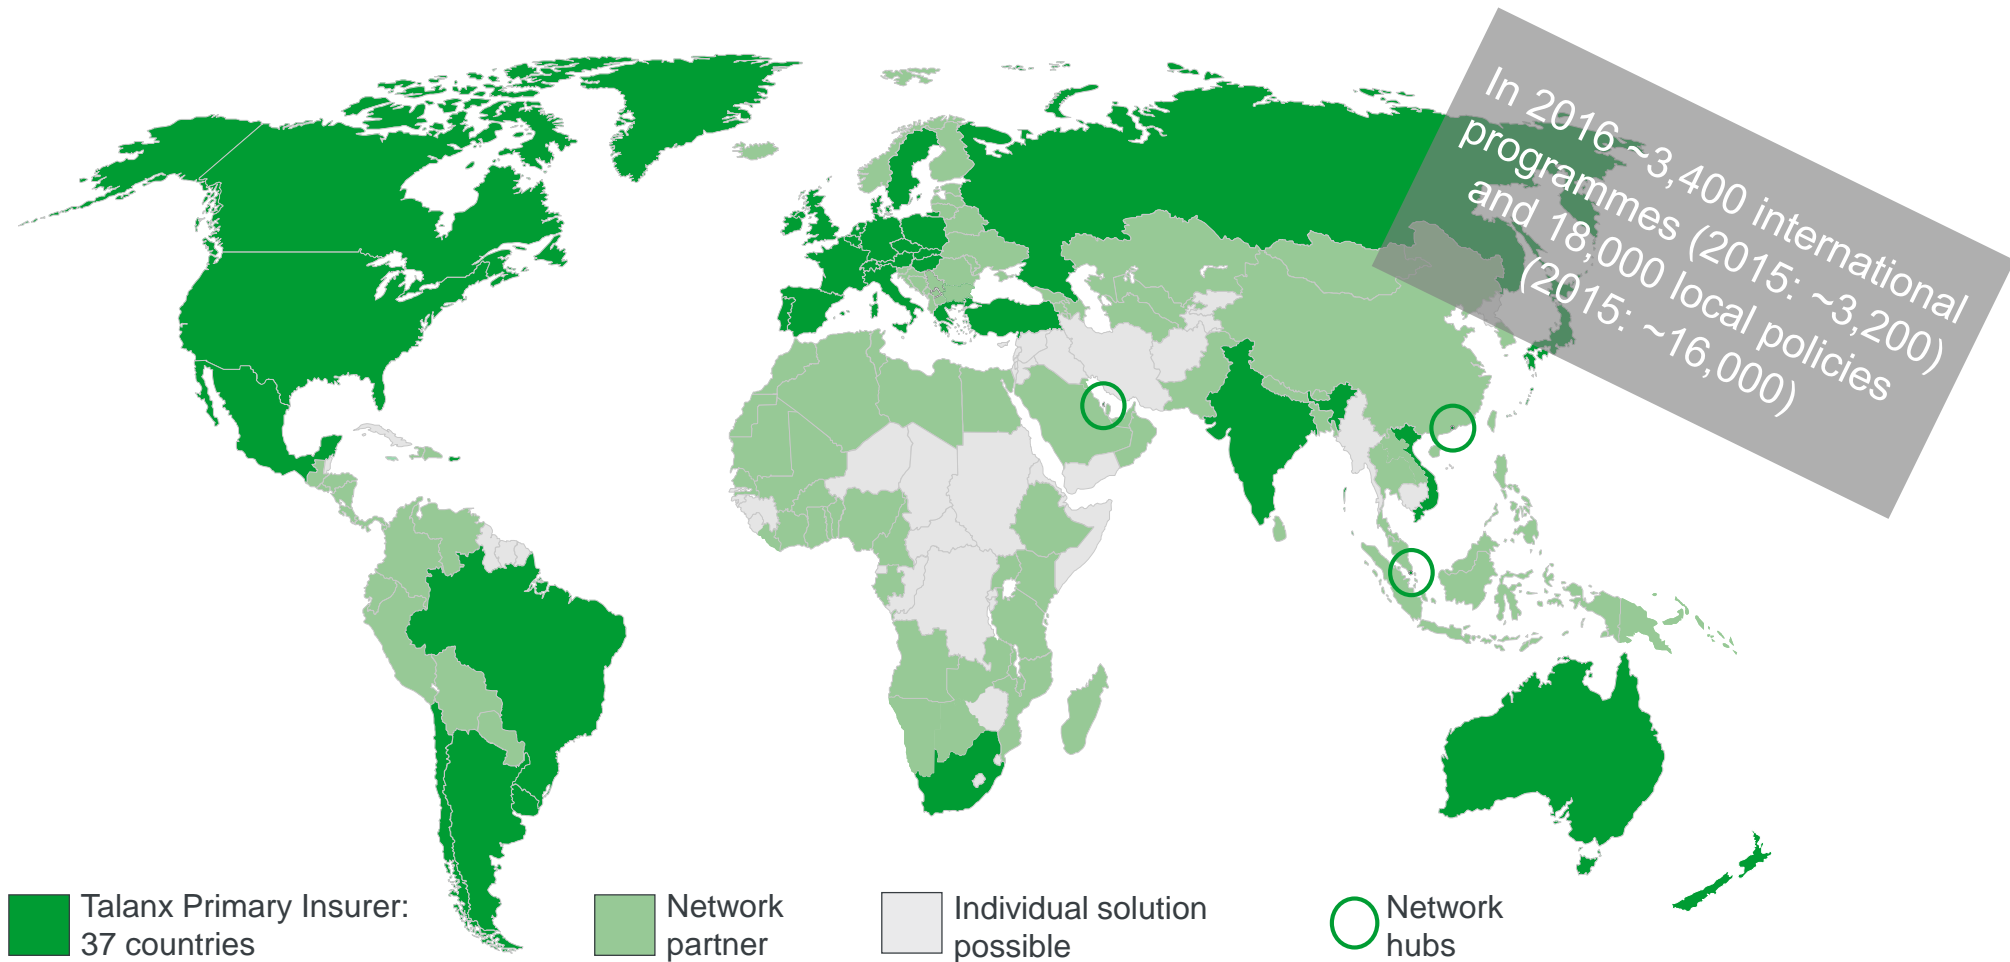 In 2016 ~3,400 international
programmes (2015: ~3,200)
and 18,000 local policies
(2015: ~16,000)
Talanx Primary Insurer:
37 countries
Network
partner
Individual solution
possible
Network
hubs